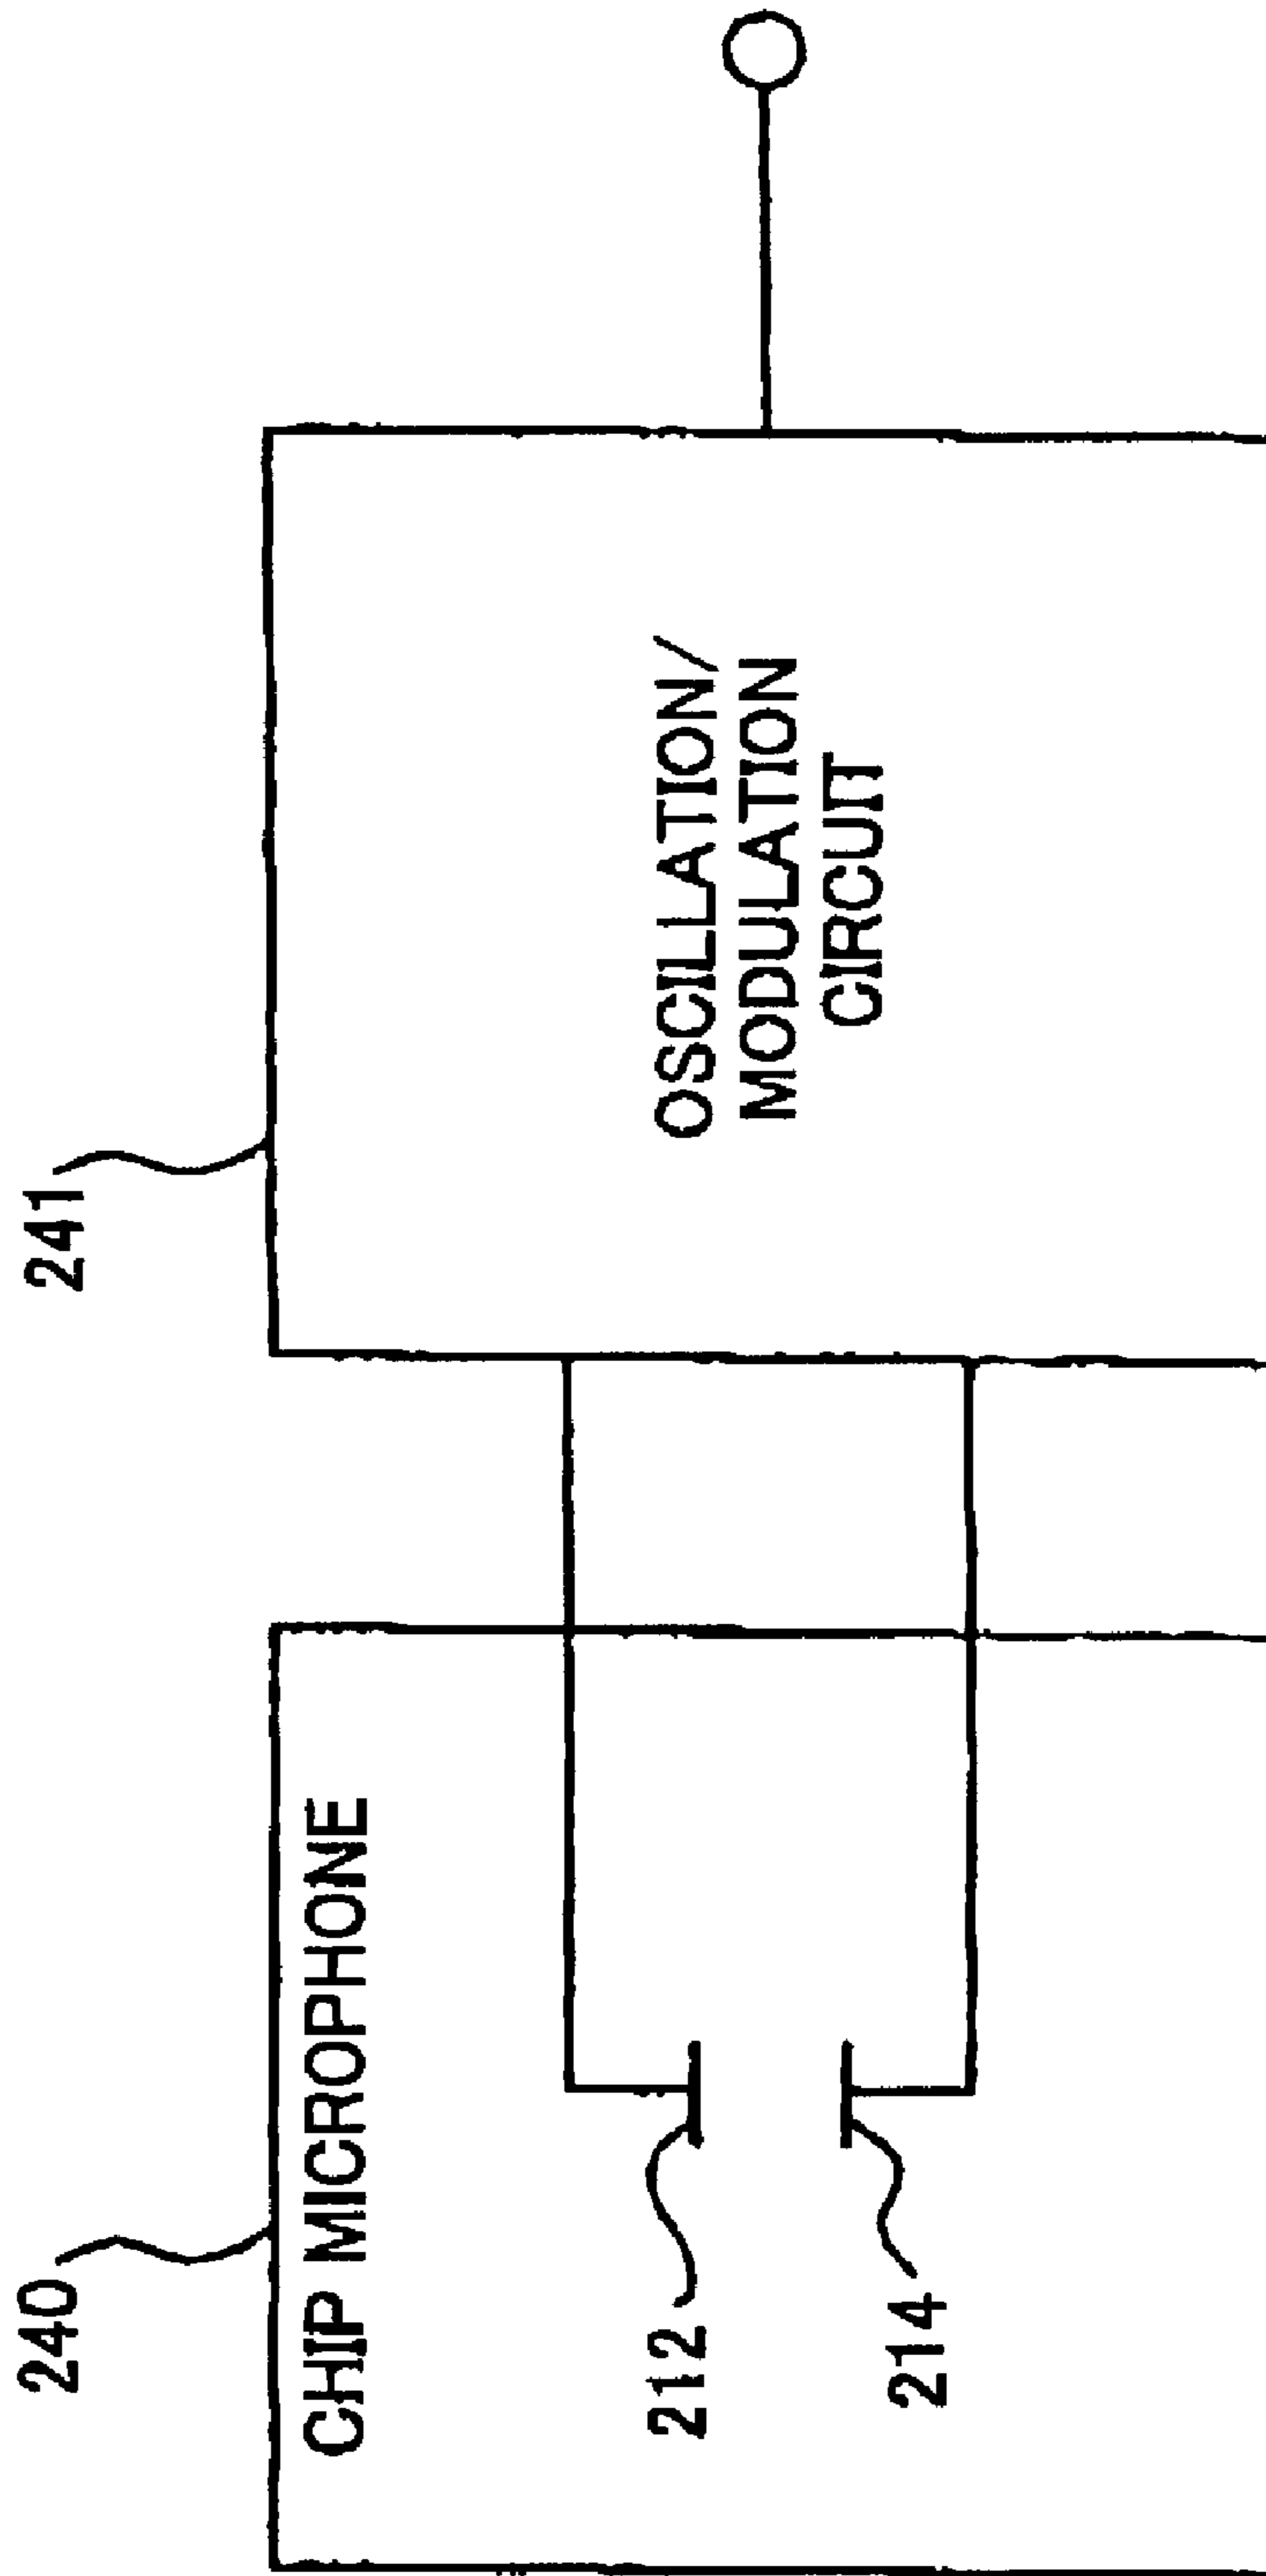 240
CHIP MICROPHONE
212
214
241
OSCILLATION/
MODULATION
CIRCUIT